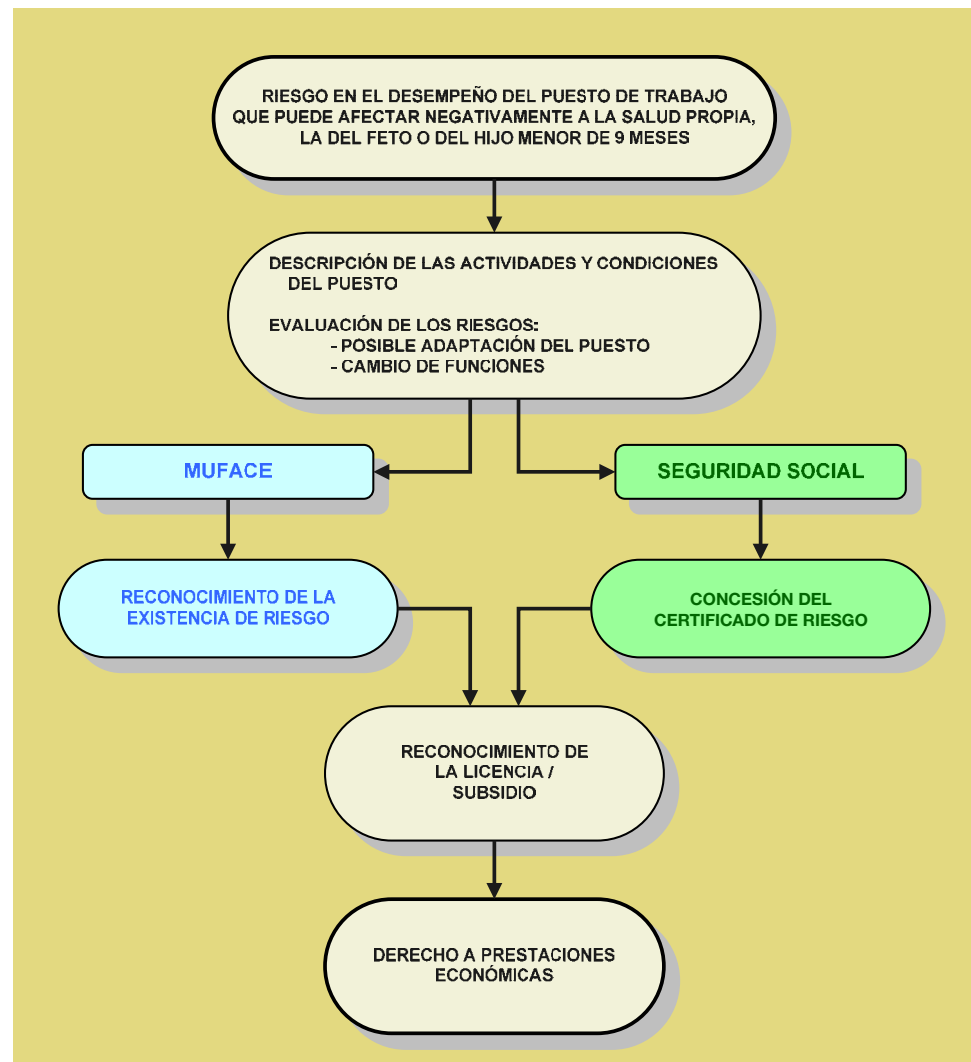 RIESGO EN EL DESEMPEÑO DEL PUESTO DE TRABAJO
QUE PUEDE AFECTAR NEGATIVAMENTE A LA SALUD PROPIA,
LA DEL FETO O DEL HIJO MENOR DE 9 MESES
DESCRIPCIÓN DE LAS ACTIVIDADES Y CONDICIONES
DEL PUESTO
EVALUACIÓN DE LOS RIESGOS:
- POSIBLE ADAPTACIÓN DEL PUESTO
- CAMBIO DE FUNCIONES
MUFACE
SEGURIDAD SOCIAL
RECONOCIMIENTO DE LA
EXISTENCIA DE RIESGO
CONCESIÓN DEL
CERTIFICADO DE RIESGO
RECONOCIMIENTO DE
LA LICENCIA /
SUBSIDIO
DERECHO A PRESTACIONES
ECONÓMICAS